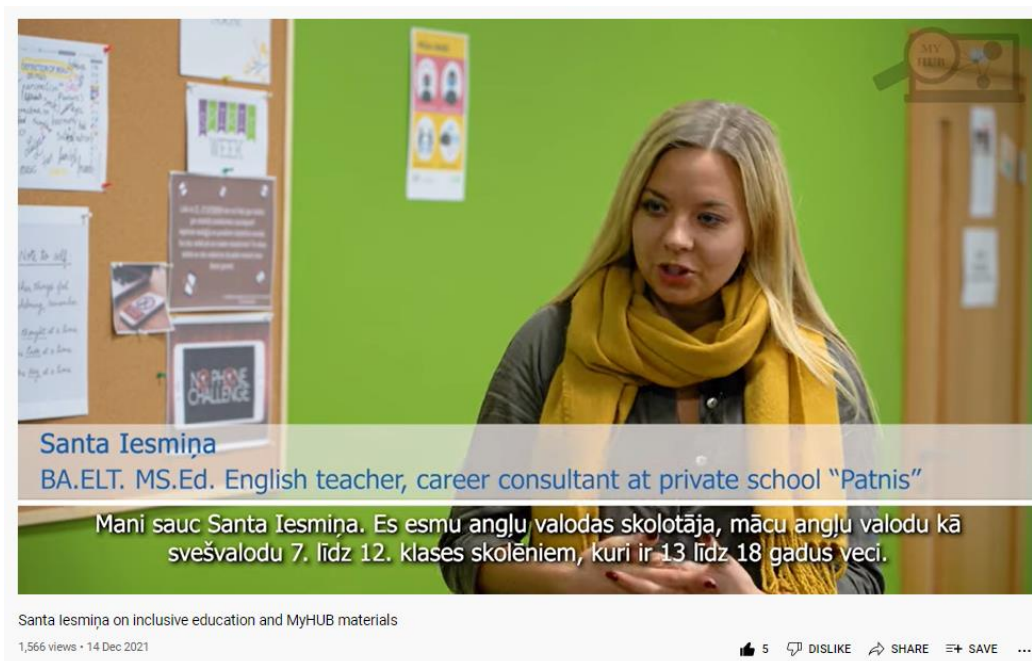 MY
HUB
WEEK
Note to self:
NO PHONE
CHALLENGE
Santa Iesmiņa
BA.ELT. MS.Ed. English teacher, career consultant at private school “Patnis”
Mani sauc Santa Iesmiņa. Es esmu angļu valodas skolotāja, mācu angļu valodu kā
svešvalodu 7. līdz 12. klases skolēniem, kuri ir 13 līdz 18 gadus veci.
Santa Iesmiņa on inclusive education and MyHUB materials
1,566 views • 14 Dec 2021
5 DISLIKE SHARE SAVE ...